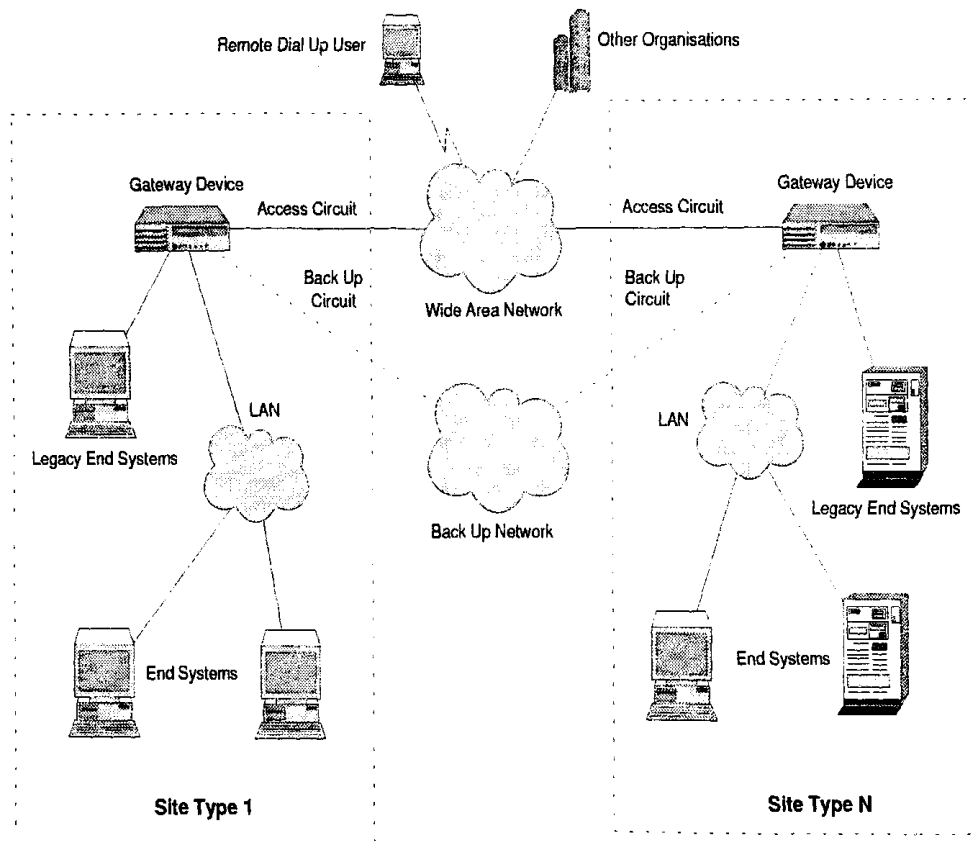 Remote Dial Up User
Other Organisations
Gateway Device
Gateway Device
Access Circuit
Access Circuit
Back Up
Circuit
Wide Area Network
Back Up
Circuit
LAN
LAN
Legacy End Systems
Back Up Network
Legacy End Systems
End Systems
End Systems
Site Type 1
Site Type N